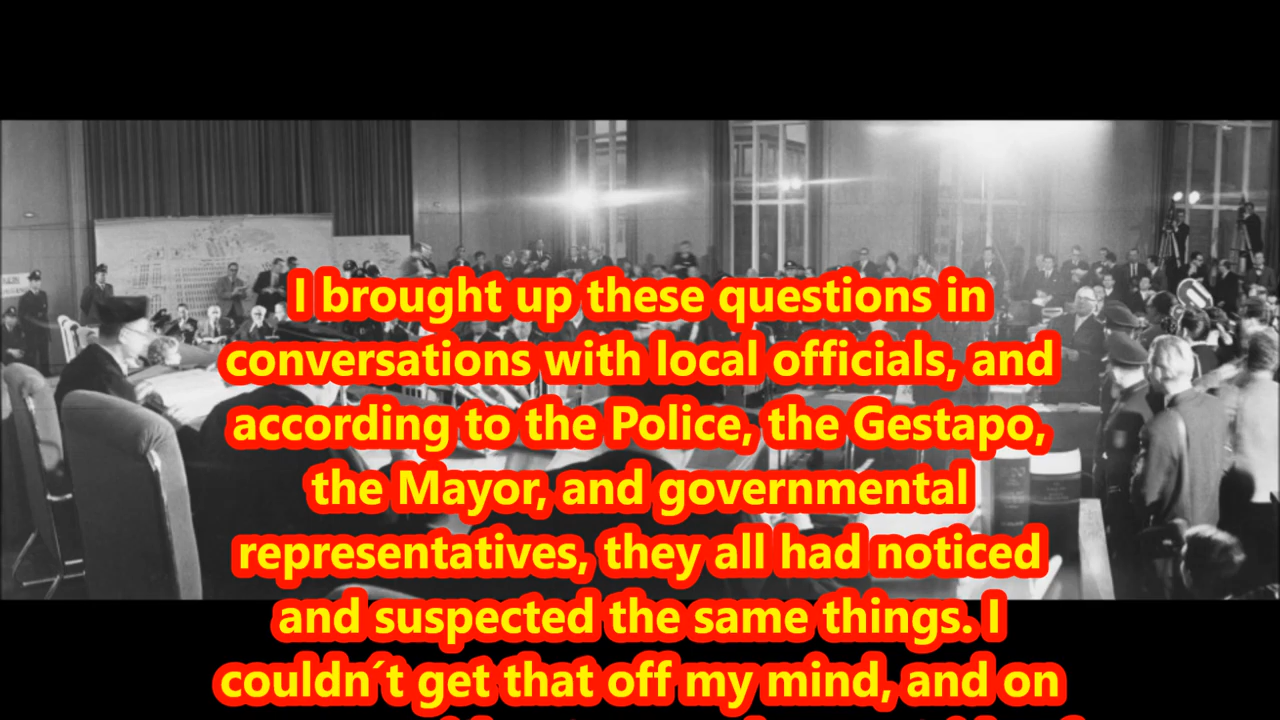 I brought up these questions in
conversations with local officials, and
according to the Police, the Gestapo,
the Mayor, and governmental
representatives, they all had noticed
and suspected the same things. I
couldn´t get that off my mind, and on